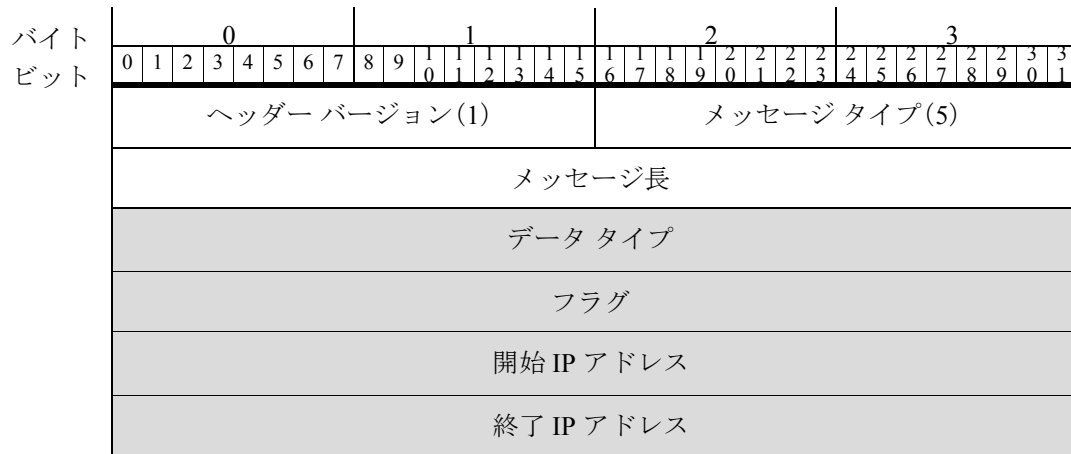 バイト 0 1 2 3
ビット 0 1 2 3 4 5 6 7 8 9 10 11 12 13 14 15 16 17 18 19 20 21 22 23 24 25 26 27 28 29 30 31
ヘッダー バージョン(1) メッセージ タイプ(5)
メッセージ長
データ タイプ
フラグ
開始 IP アドレス
終了 IP アドレス